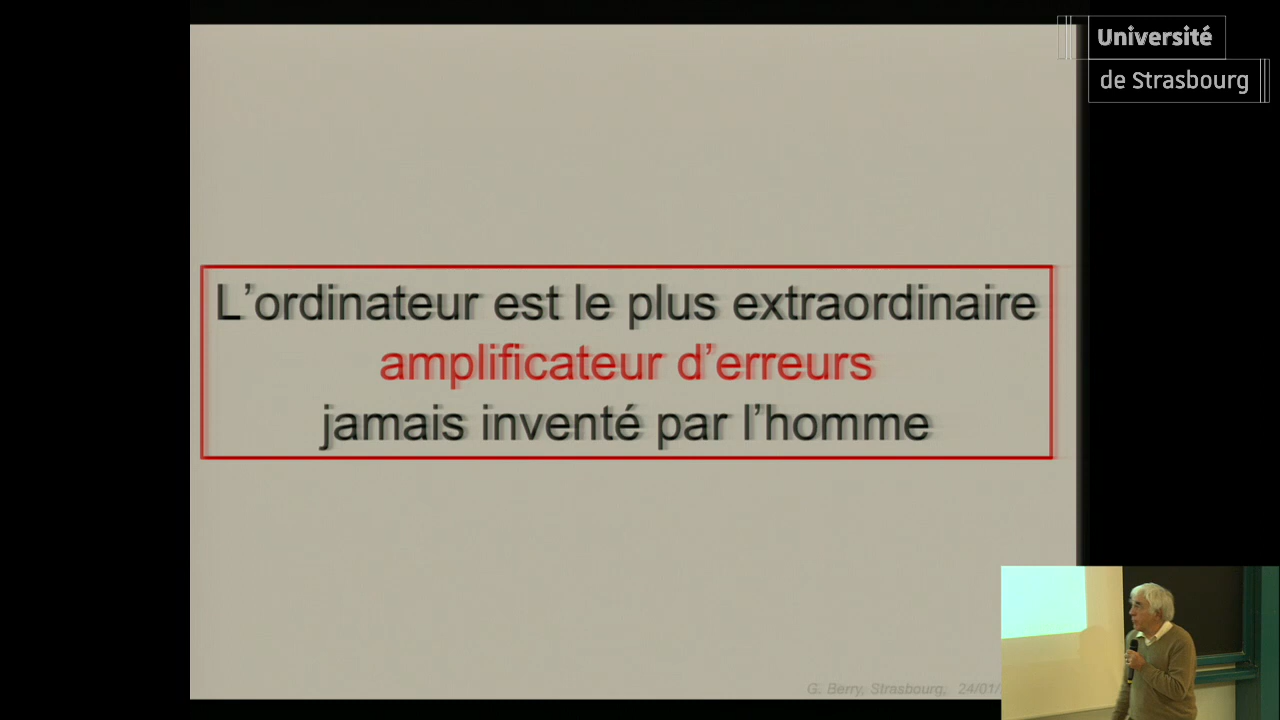 Université
de Strasbourg
L’ordinateur est le plus extraordinaire
amplificateur d’erreurs
jamais inventé par l’homme
G. Berry, Strasbourg, 24/01/